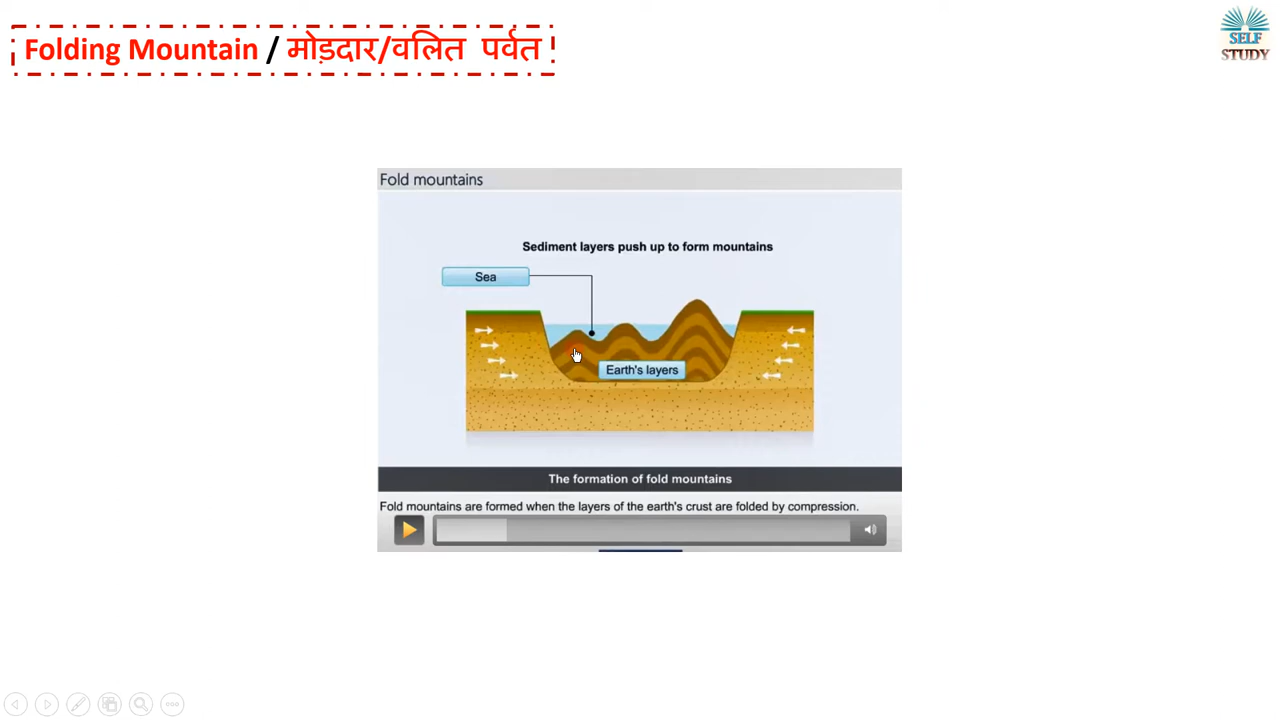 Folding Mountain / मोड़दार/वलित पर्वत
SELF
STUDY
Fold mountains
Sediment layers push up to form mountains
Sea
Earth's layers
The formation of fold mountains
Fold mountains are formed when the layers of the earth's crust are folded by compression.